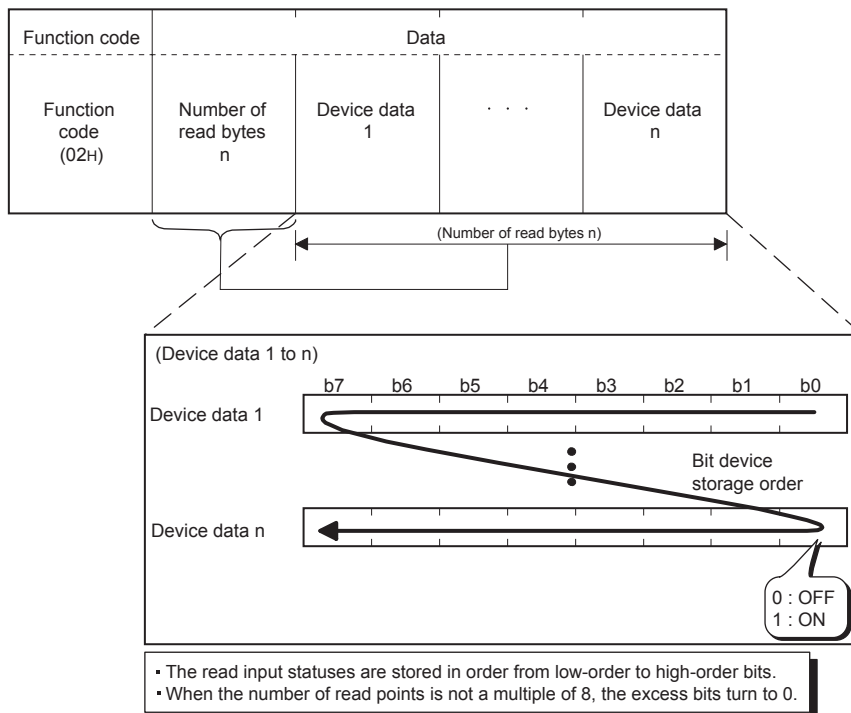 Function code Data
Function
code
(02H)
Number of
read bytes
n
Device data
1
· · ·
Device data
n
(Number of read bytes n)
(Device data 1 to n)
b7 b6 b5 b4 b3 b2 b1 b0
Device data 1
Bit device
storage order
Device data n
0 : OFF
1 : ON
• The read input statuses are stored in order from low-order to high-order bits.
• When the number of read points is not a multiple of 8, the excess bits turn to 0.